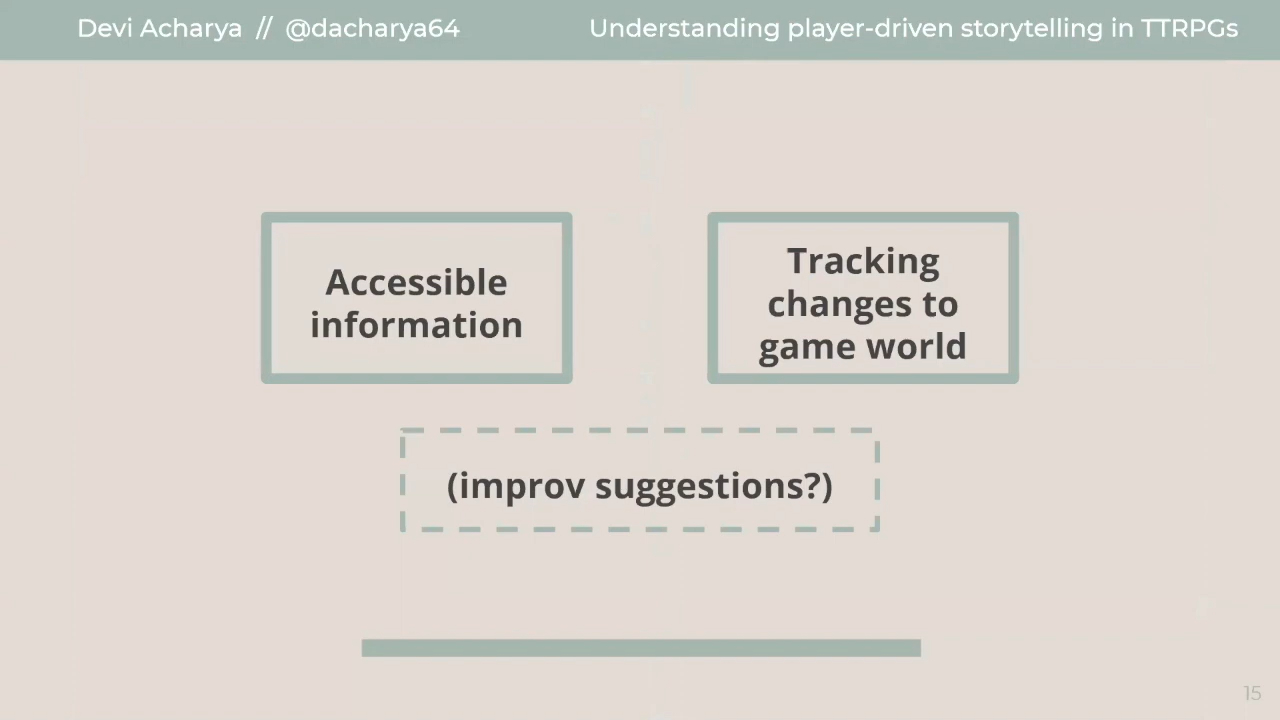 Devi Acharya // @dacharya64
Understanding player-driven storytelling in TTRPGs
Accessible
information
Tracking
changes to
game world
(improv suggestions?)
15